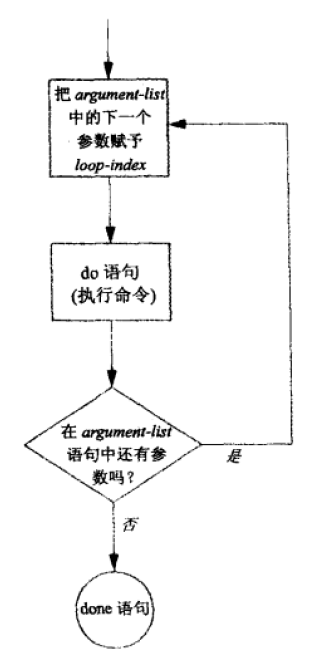 把 argument-list
中的下一个
参数赋予
loop-index
do 语句
(执行命令)
在 argument-list
语句中还有参
数吗？
是
否
done 语句